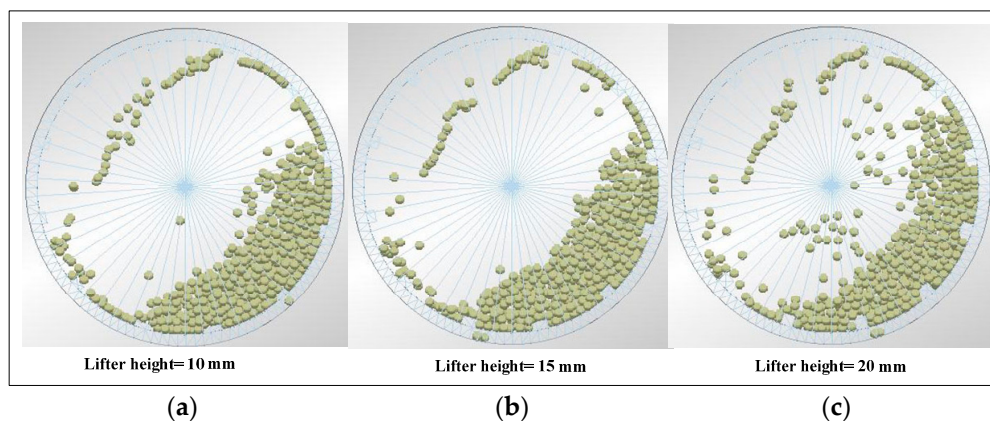 Lifter height= 10 mm
Lifter height= 15 mm
Lifter height= 20 mm
(a)
(b)
(c)